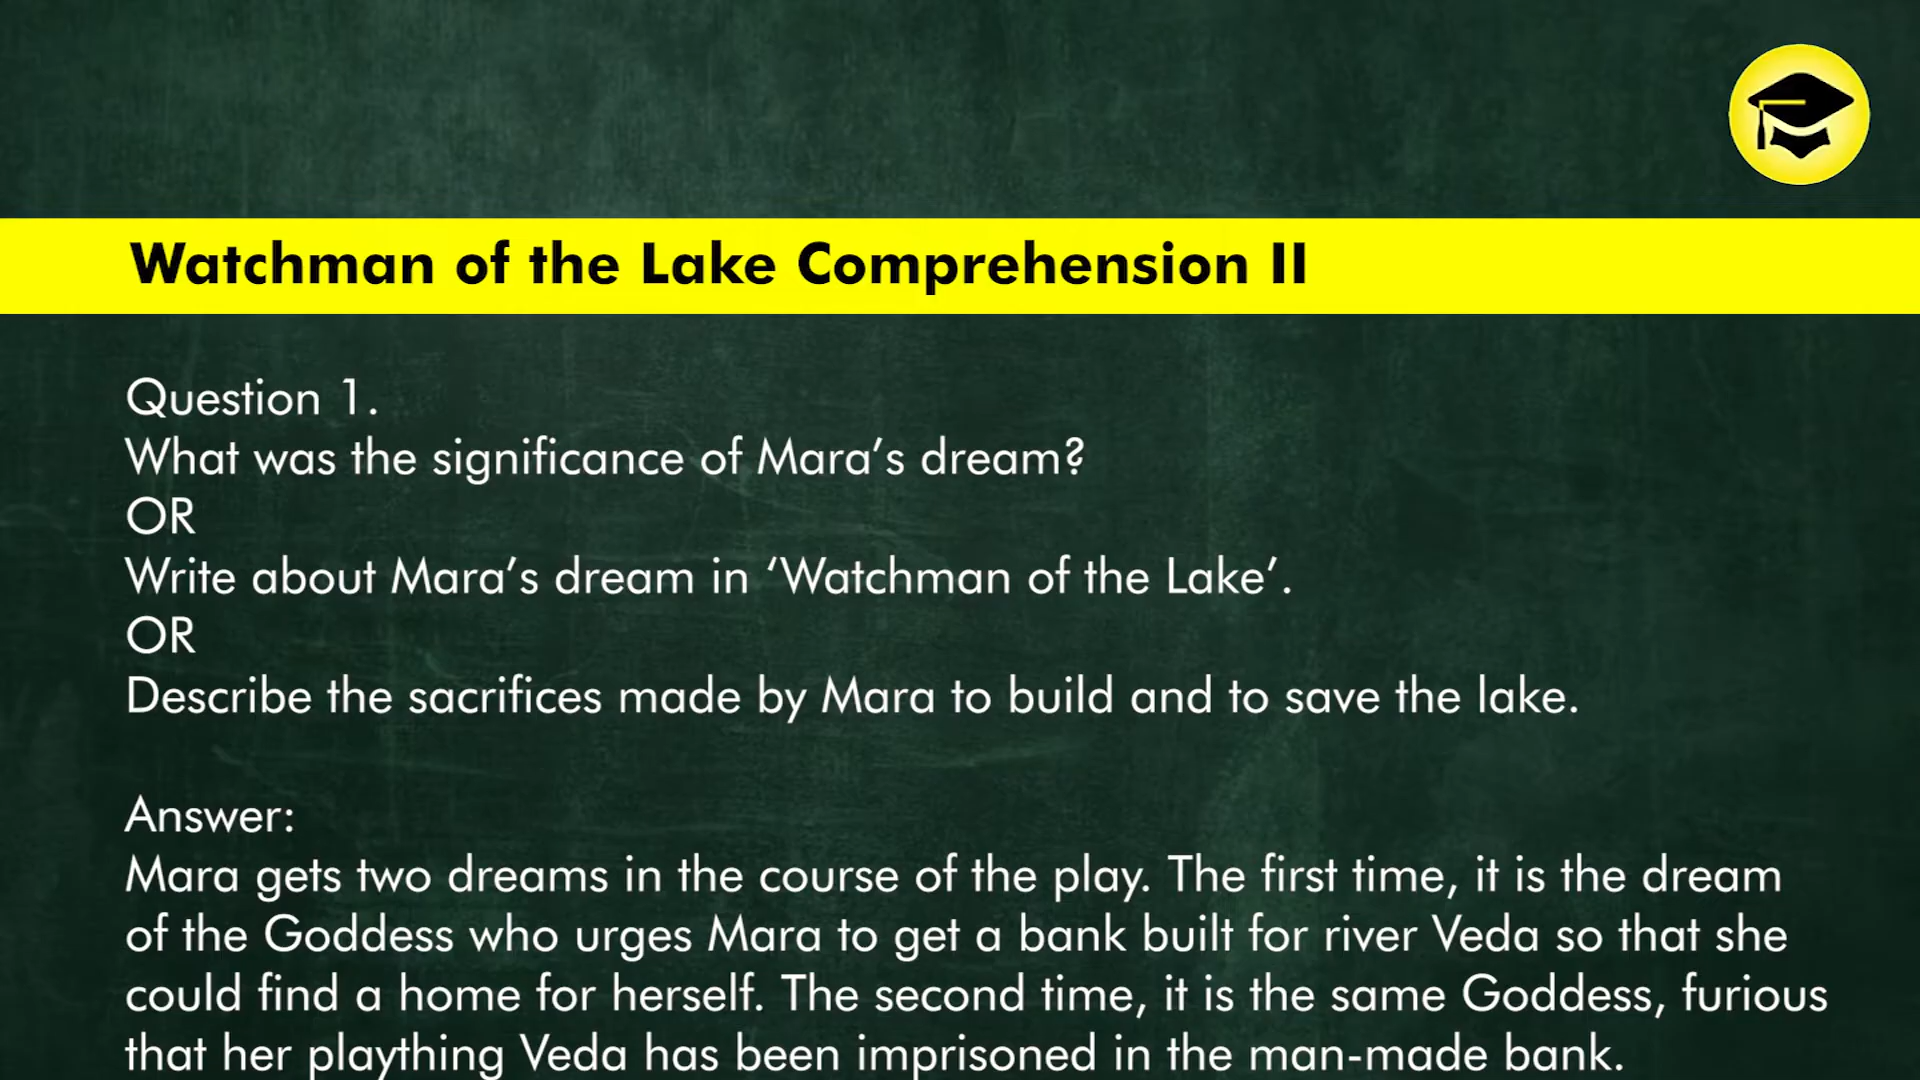 Watchman of the Lake Comprehension II
Question 1.
What was the significance of Mara’s dream?
OR
Write about Mara’s dream in ‘Watchman of the Lake’.
OR
Describe the sacrifices made by Mara to build and to save the lake.
Answer:
Mara gets two dreams in the course of the play. The first time, it is the dream
of the Goddess who urges Mara to get a bank built for river Veda so that she
could find a home for herself. The second time, it is the same Goddess, furious
that her plaything Veda has been imprisoned in the man-made bank.